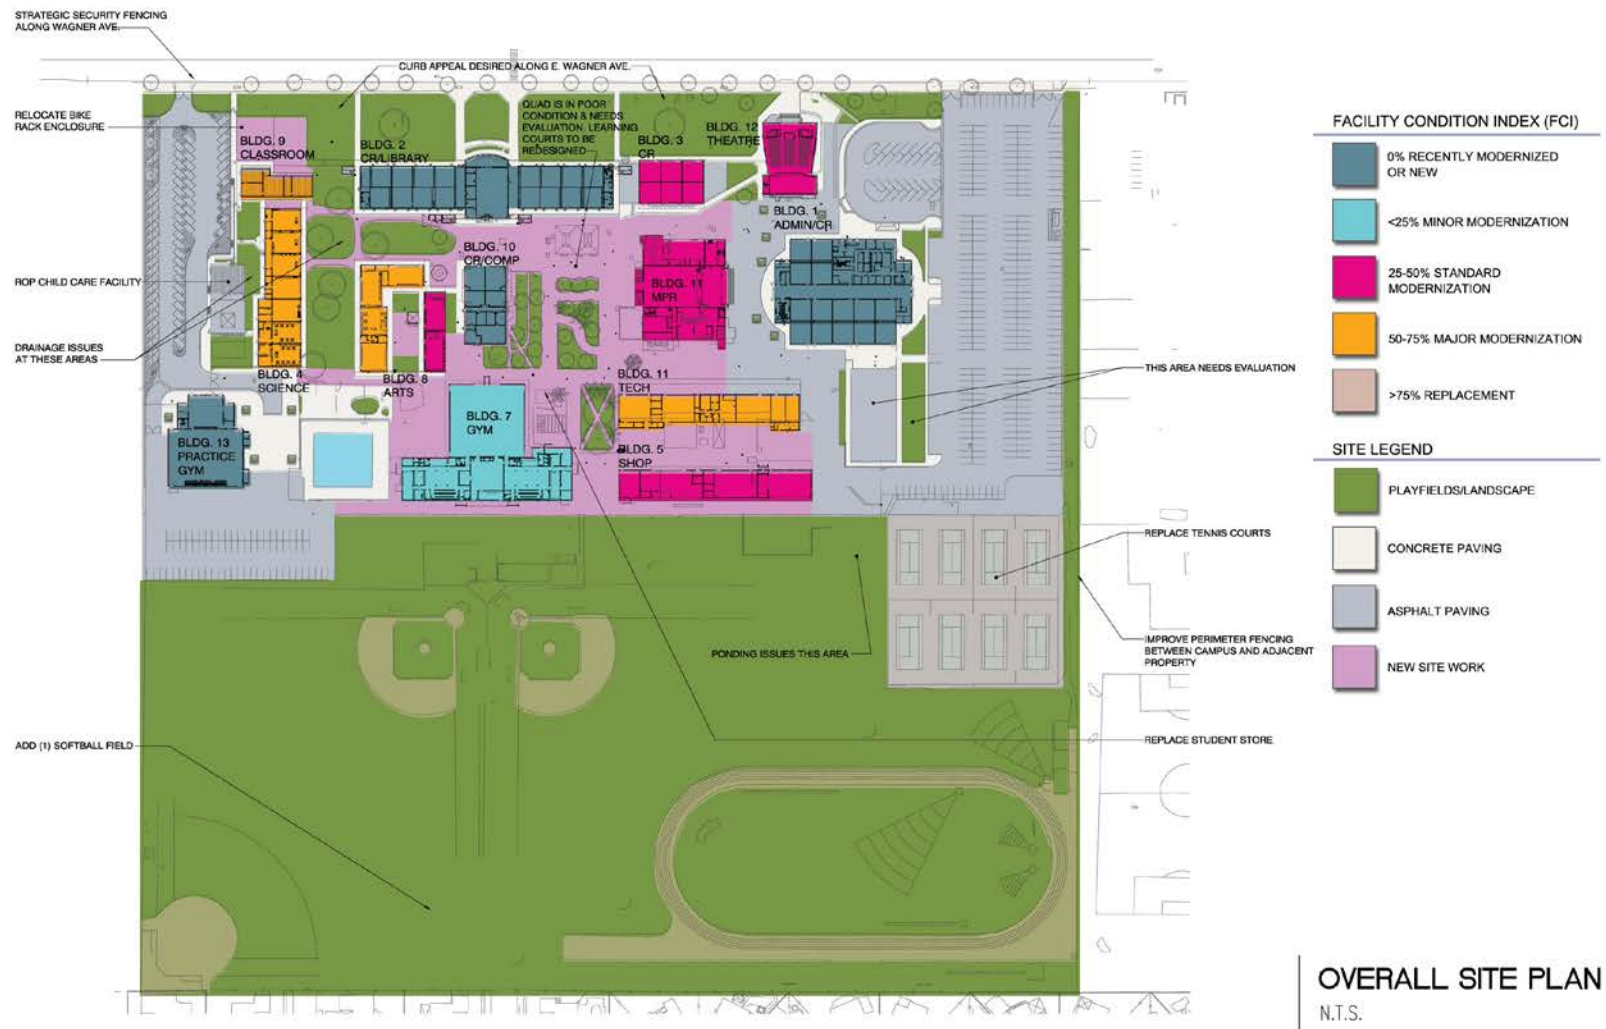 STRATEGIC SECURITY FENCING
ALONG WAGNER AVE.
CURB APPEAL DESIRED ALONG E. WAGNER AVE.
RELOCATE BIKE
RACK ENCLOSURE
QUAD IS IN POOR
CONDITION & NEEDS
EVALUATION. LEARNING
COURTS TO BE
REDESIGNED
BLDG. 9
CLASSROOM
BLDG. 2
CR/LIBRARY
BLDG. 3
CR
BLDG. 12
THEATRE
BLDG. 1
ADMIN/CR
BLDG. 10
CR/COMP
BLDG. 11
MPR
ROP CHILD CARE FACILITY
DRAINAGE ISSUES
AT THESE AREAS
BLDG. 4
SCIENCE
BLDG. 8
ARTS
BLDG. 11
TECH
THIS AREA NEEDS EVALUATION
BLDG. 7
GYM
BLDG. 13
PRACTICE
GYM
BLDG. 5
SHOP
REPLACE TENNIS COURTS
PONDING ISSUES THIS AREA
IMPROVE PERIMETER FENCING
BETWEEN CAMPUS AND ADJACENT
PROPERTY
ADD (1) SOFTBALL FIELD
REPLACE STUDENT STORE
FACILITY CONDITION INDEX (FCI)
0% RECENTLY MODERNIZED
OR NEW
<25% MINOR MODERNIZATION
25-50% STANDARD
MODERNIZATION
50-75% MAJOR MODERNIZATION
>75% REPLACEMENT
SITE LEGEND
PLAYFIELDS/LANDSCAPE
CONCRETE PAVING
ASPHALT PAVING
NEW SITE WORK
OVERALL SITE PLAN
N.T.S.